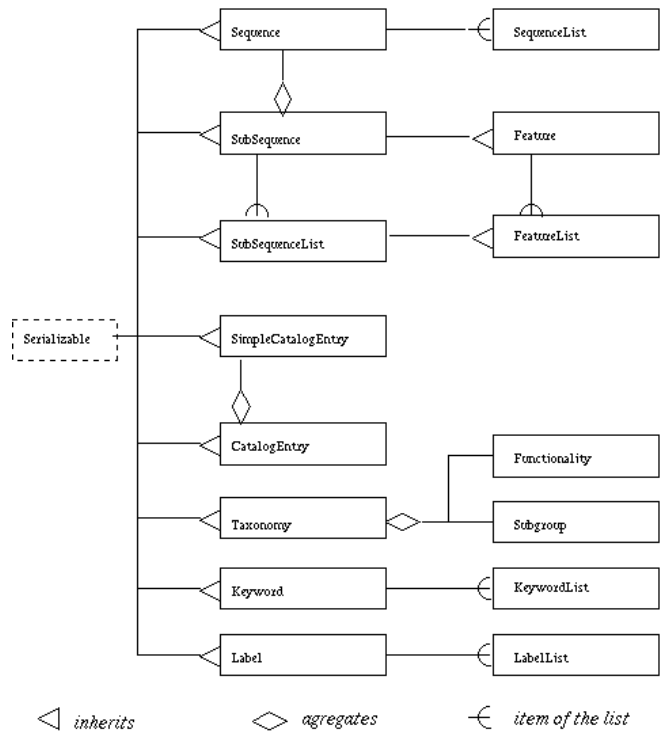 Sequence
SequenceList
SubSequence
Feature
SubSequenceList
FeatureList
Serializable
SimpleCatalogEntry
CatalogEntry
Functionality
Taxonomy
Subgroup
Keyword
KeywordList
Label
LabelList
inherits
agregates
item of the list